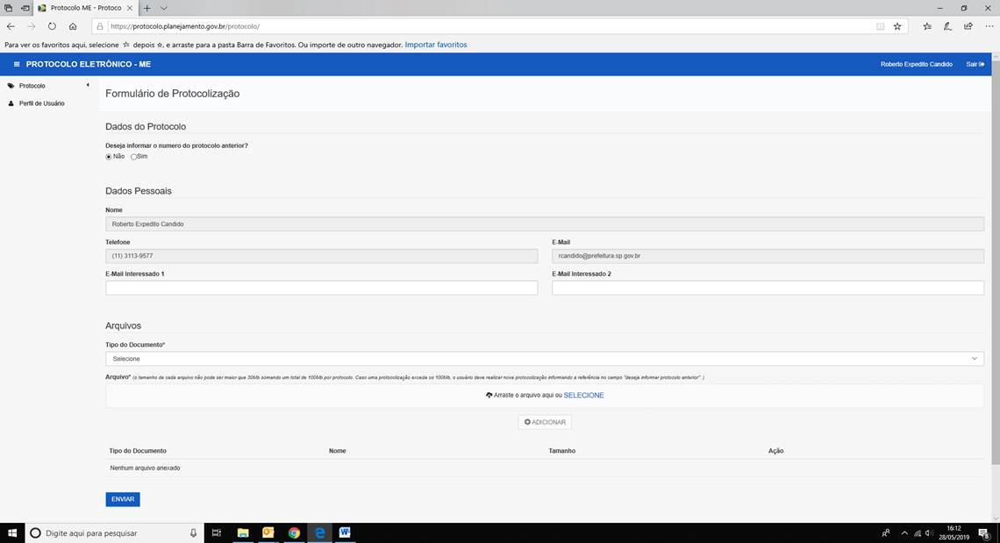 Protocolo ME - Protoco
https://protocolo.planejamento.gov.br/protocolo/
Para ver os favoritos aqui, selecione ☆ depois ☆, e arraste para a pasta Barra de Favoritos. Ou importe de outro navegador. Importar favoritos
PROTOCOLO ELETRÔNICO - ME
Roberto Expedito Candido
Sair
Protocolo
Perfil de Usuário
Formulário de Protocolização
Dados do Protocolo
Deseja informar o numero do protocolo anterior?
Não Sim
Dados Pessoais
Nome
Roberto Expedito Candido
Telefone E-Mail
(11) 3113-9577 rcandido@prefeitura.sp.gov.br
E-Mail Interessado 1 E-Mail Interessado 2
Arquivos
Tipo do Documento*
Selecione
Arquivo* (o tamanho de cada arquivo não pode ser maior que 30Mb somando um total de 100Mb por protocolo. Caso uma protocolização exceda os 100Mb, o usuário deve realizar nova protocolização informando a referência no campo "deseja informar protocolo anterior". )
Arraste o arquivo aqui ou SELECIONE
ADICIONAR
Tipo do Documento Nome Tamanho Ação
Nenhum arquivo anexado
ENVIAR
Digite aqui para pesquisar
16:12
28/05/2019